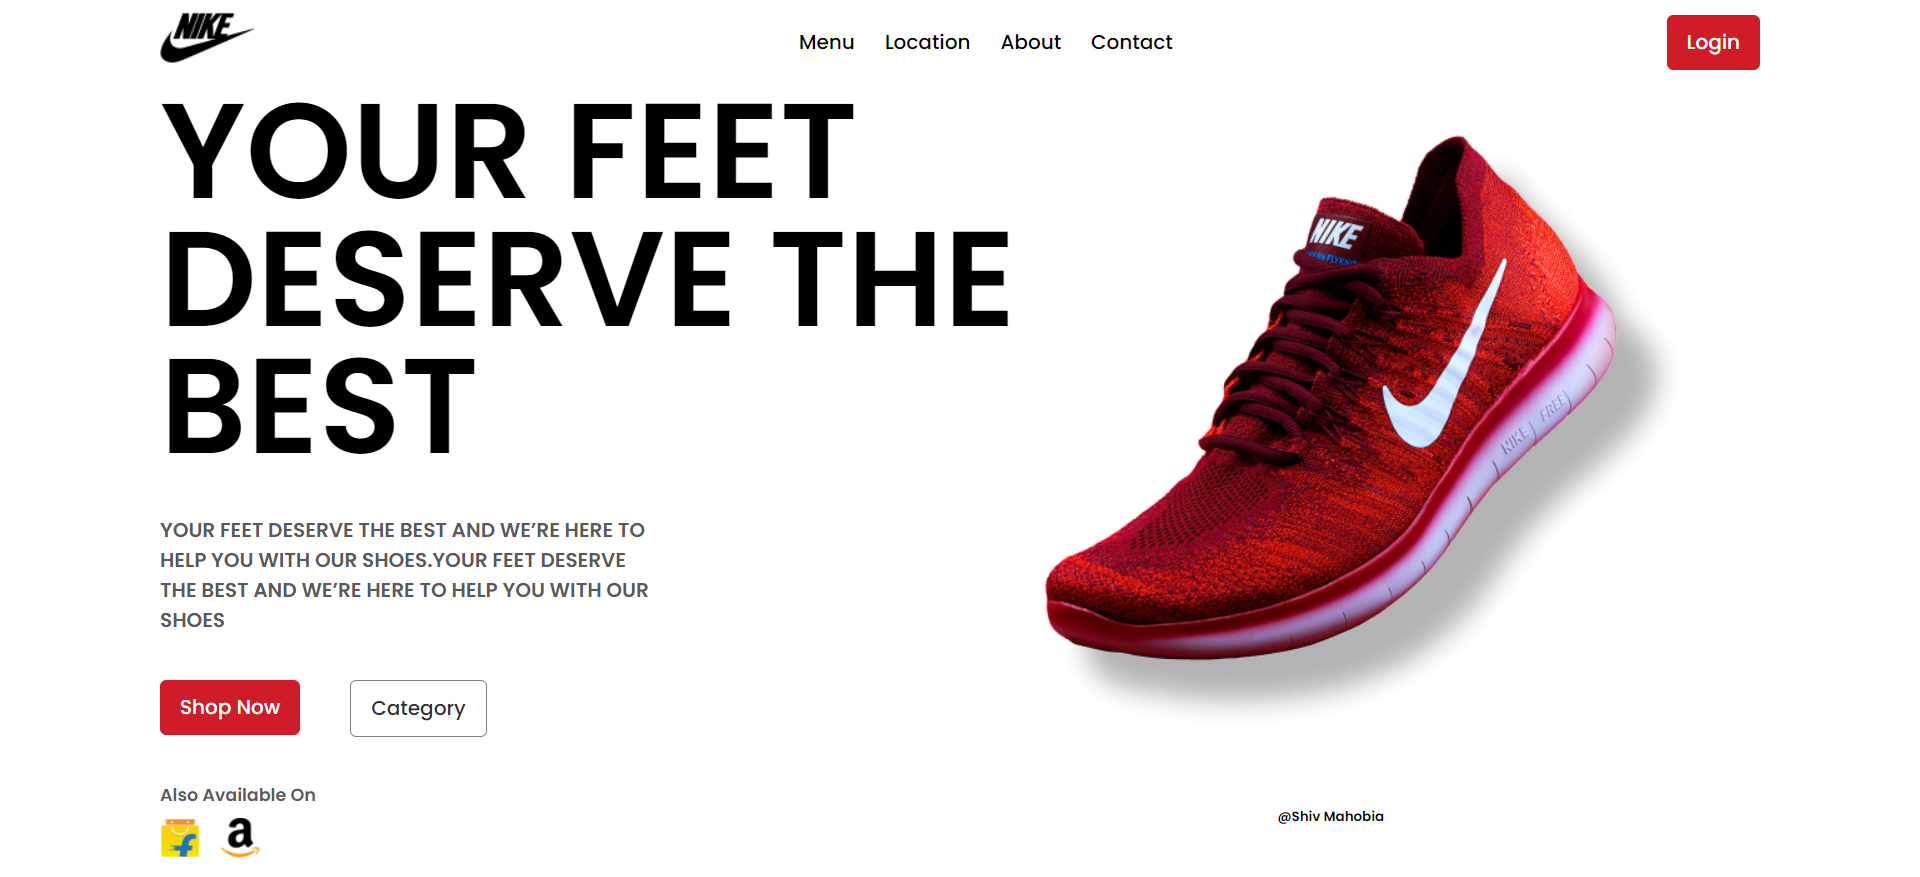 NIKE
Menu Location About Contact
Login
YOUR FEET
DESERVE THE
BEST
NIKE
YOUR FEET DESERVE THE BEST AND WE’RE HERE TO
HELP YOU WITH OUR SHOES.YOUR FEET DESERVE
THE BEST AND WE’RE HERE TO HELP YOU WITH OUR
SHOES
NIKE FREE
Shop Now
Category
Also Available On
@Shiv Mahobia